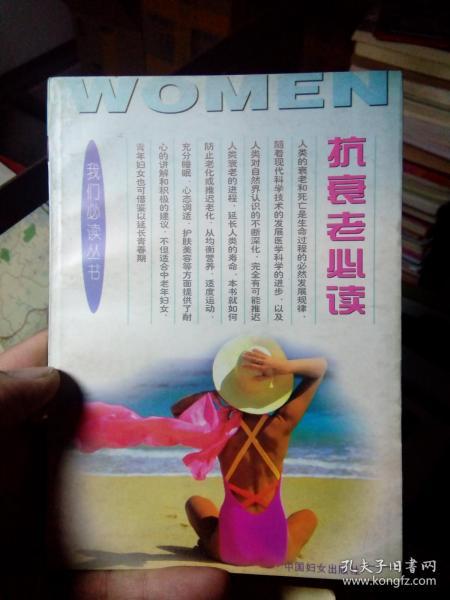 WOMEN
抗衰老必读
人类的衰老和死亡是生命过程的必然发展规律，
随着现代科学技术的发展医学科学的进步，以及
人类对自然界认识的不断深化，完全有可能推迟
人类衰老的进程，延长人类的寿命。本书就如何
防止老化或推迟老化，从均衡营养、适度运动、
充分睡眠、心态调适、护肤美容等方面提供了耐
心的讲解和积极的建议，不但适合中老年妇女，
青年妇女也可借鉴以延长青春期
我们必读丛书
中国妇女出版
孔夫子旧书网
www.kongfz.com